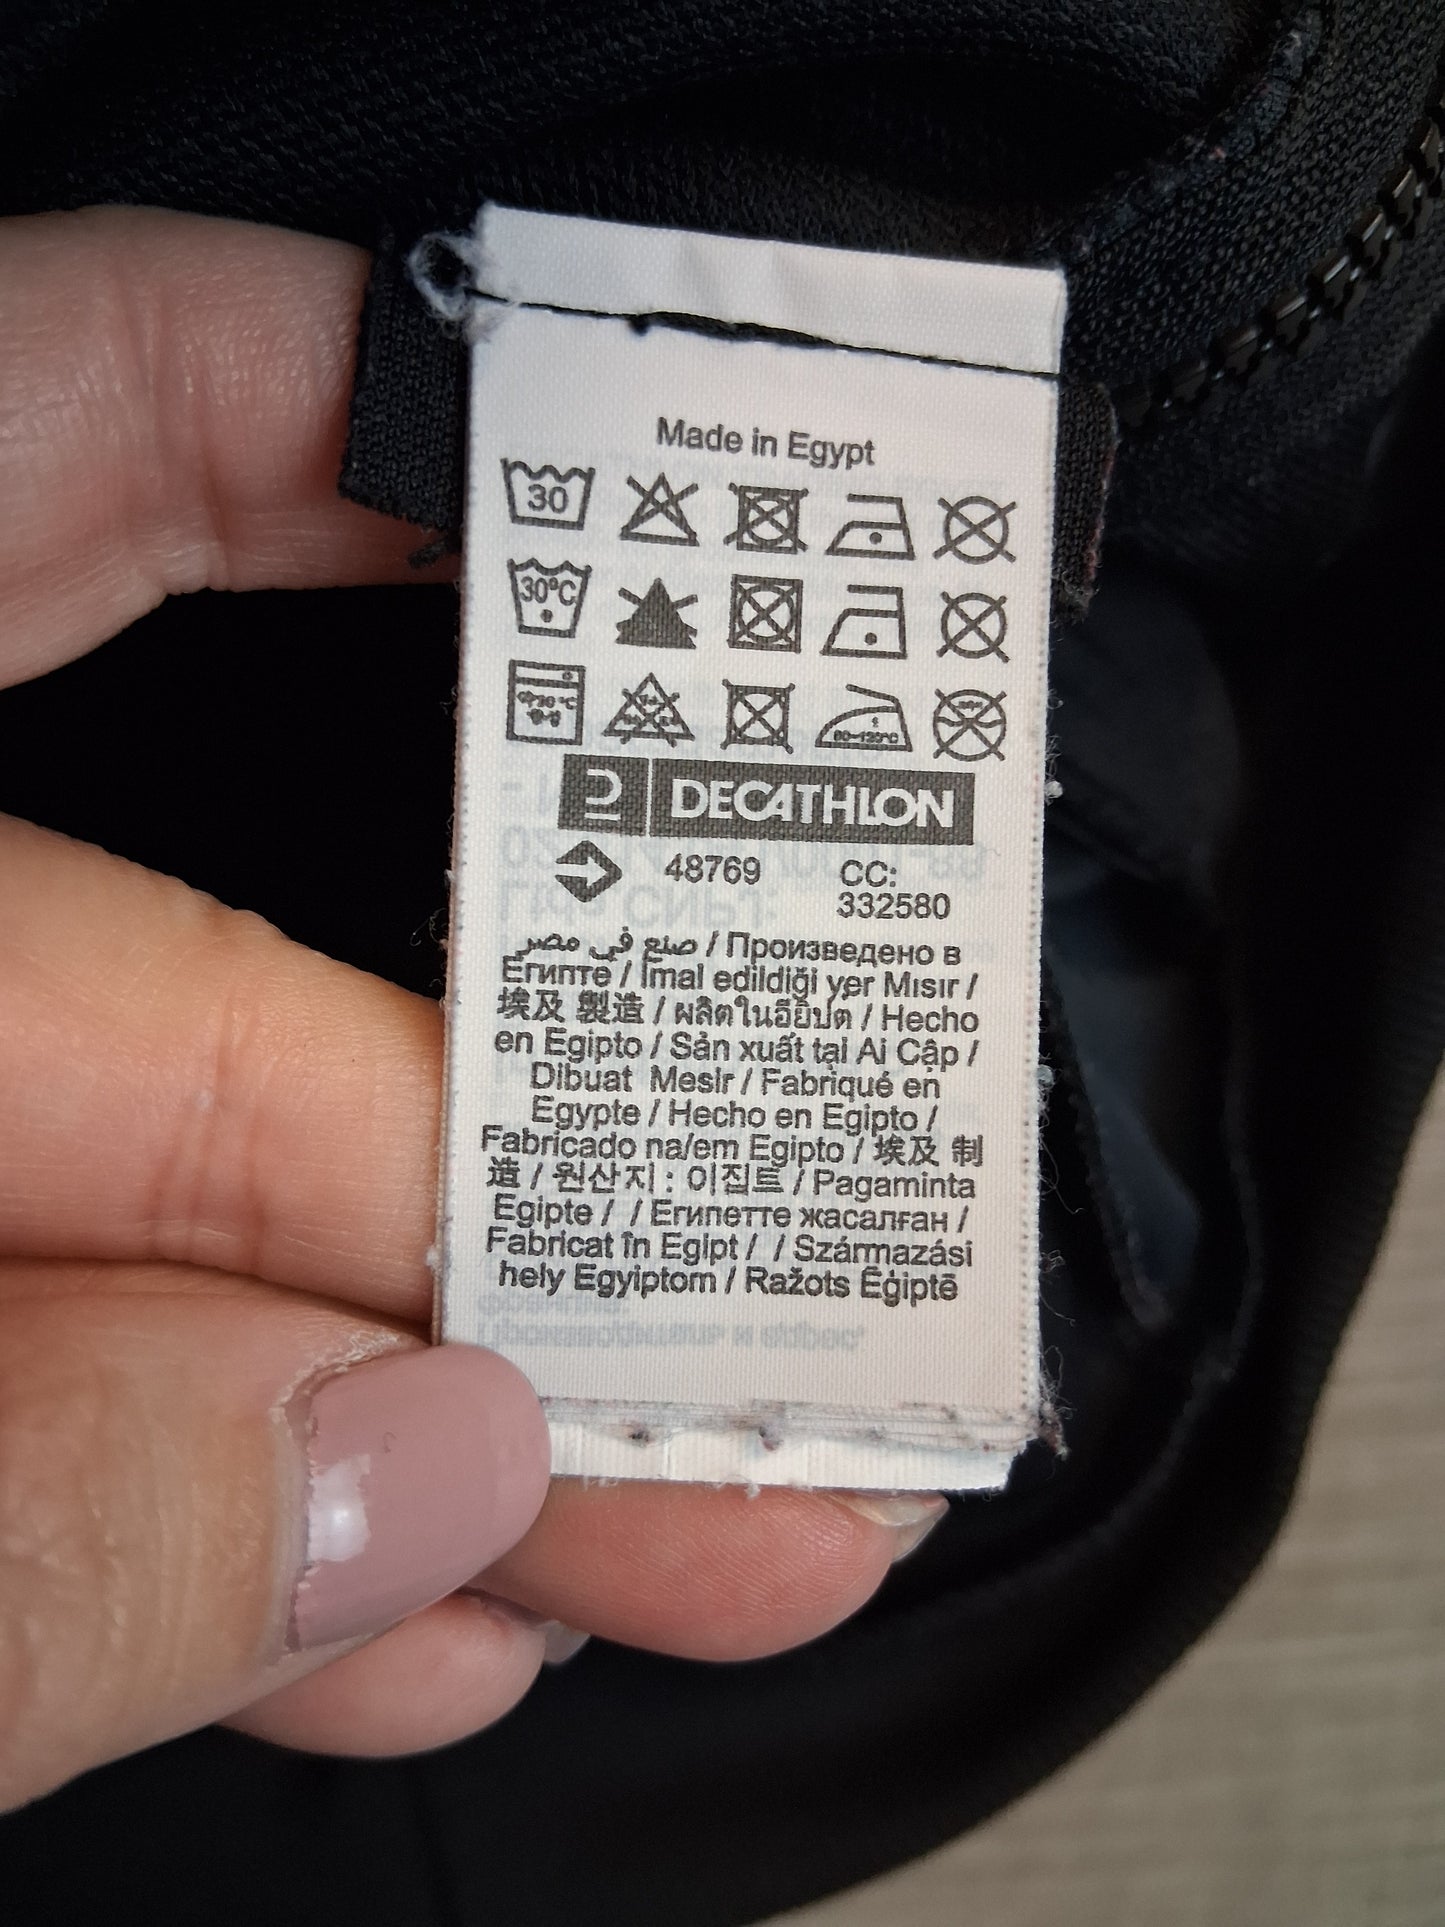 Made in Egypt
30
30°C
DECATHLON
48769 CC:
332580
صنع في مصر / Произведено в
Египте / İmal edildiği yer Mısır /
埃及 製造 / ผลิตในอียิปต / Hecho
en Egipto / Sản xuất tại Ai Cập /
Dibuat Mesir / Fabriqué en
Egypte / Hecho en Egipto /
Fabricado na/em Egipto / 埃及 制
造 / 원산지 : 이집트 / Pagaminta
Egipte / / Египетте жасалған /
Fabricat în Egipt / / Származási
hely Egyiptom / Ražots Ēģiptē